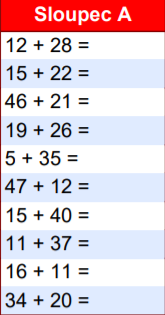 Sloupec A
12 + 28 =
15 + 22 =
46 + 21 =
19 + 26 =
5 + 35 =
47 + 12 =
15 + 40 =
11 + 37 =
16 + 11 =
34 + 20 =